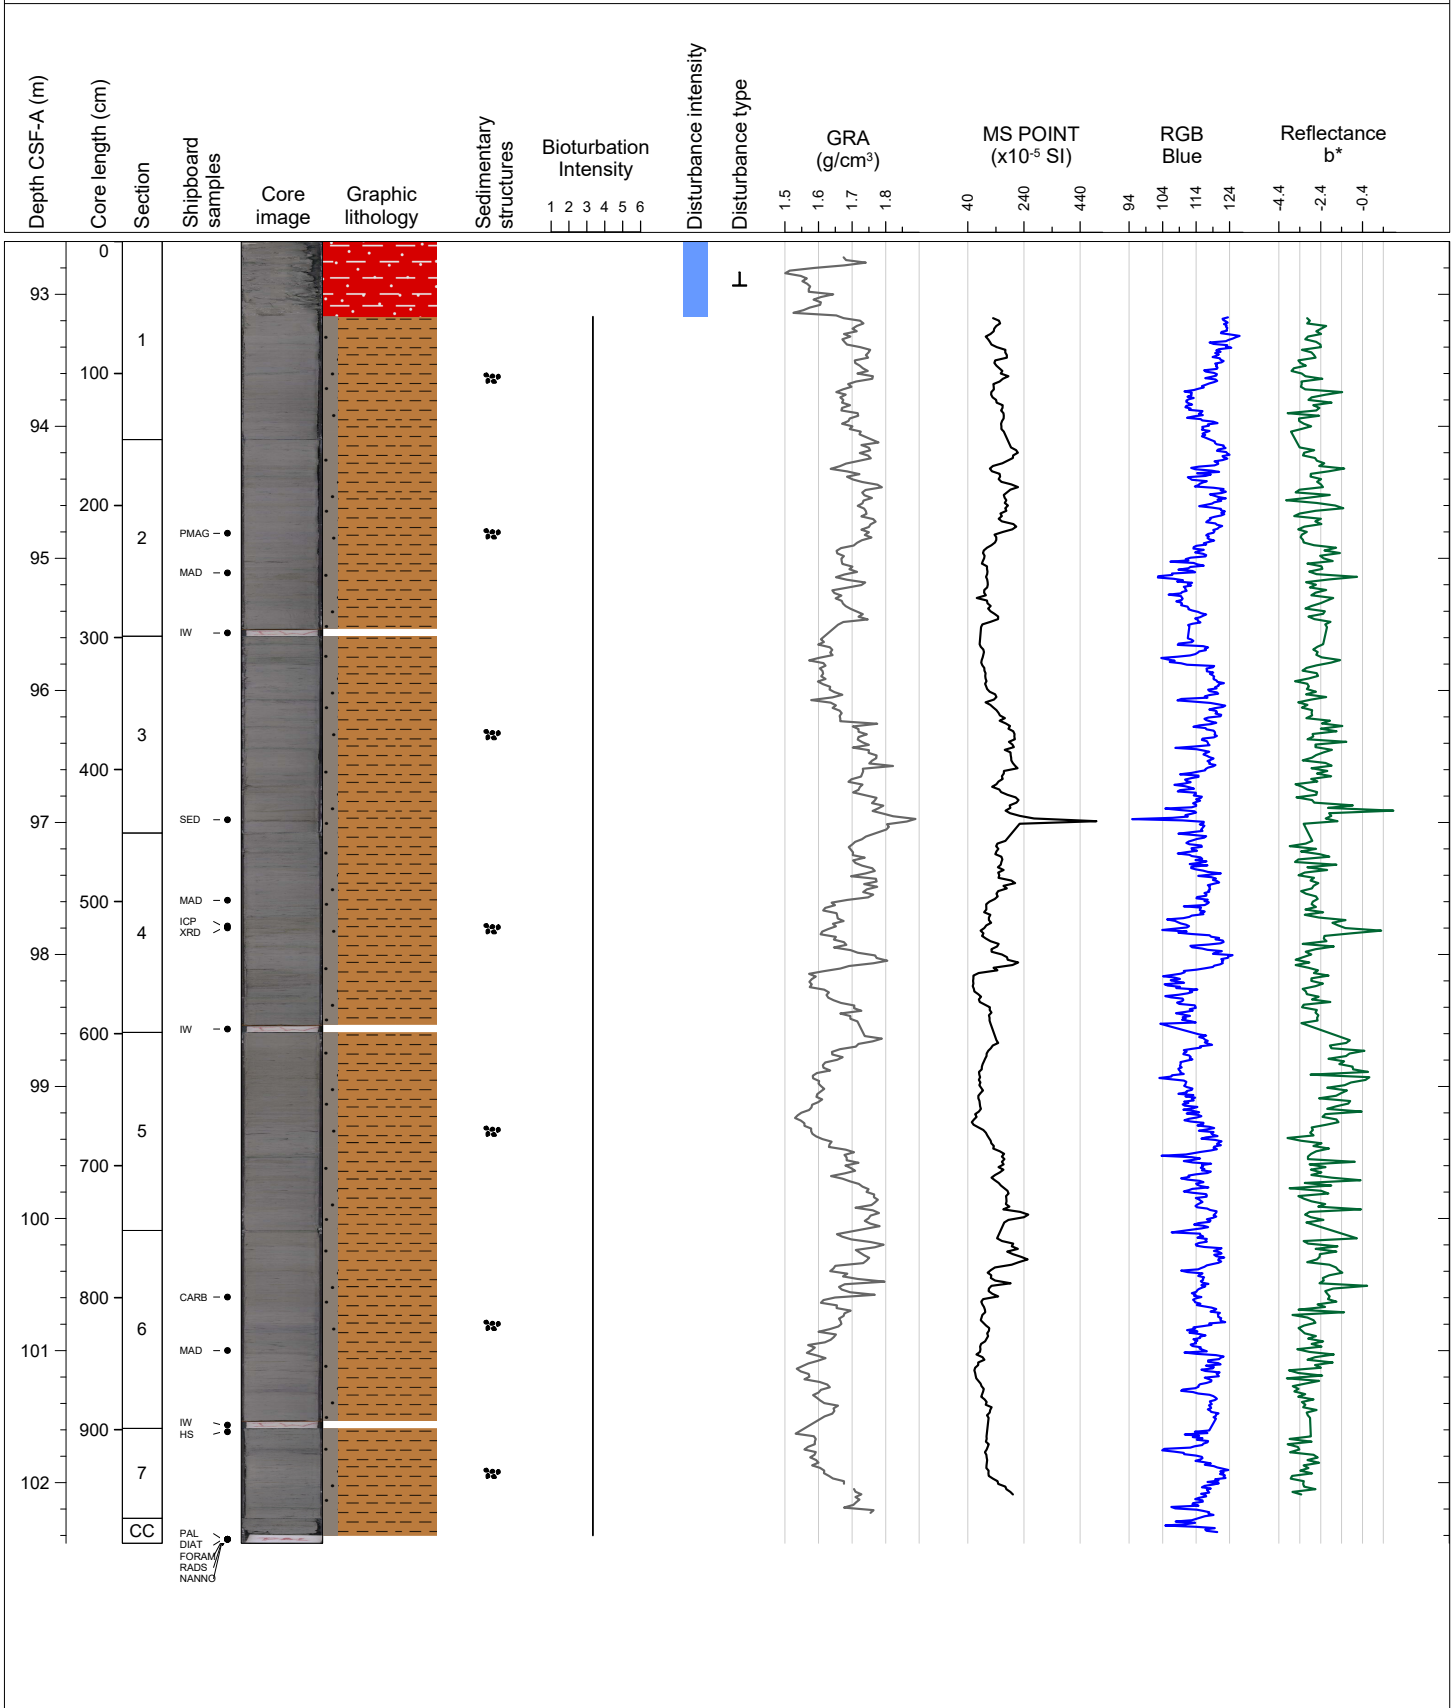 Depth CSF-A (m)
Core length (cm)
Section
Shipboard
samples
Core
image
Graphic
lithology
Sedimentary
structures
Bioturbation
Intensity
1 2 3 4 5 6
Disturbance intensity
Disturbance type
GRA
(g/cm³)
1.5 1.6 1.7 1.8
MS POINT
(x10⁻⁵ SI)
40 240 440
RGB
Blue
94 104 114 124
Reflectance
b*
-4.4 -2.4 -0.4
0
93
1
100
94
200
2
PMAG
95
MAD
IW
300
96
3
400
SED
97
MAD
500
ICP
4
XRD
98
IW
600
99
5
700
100
CARB
800
6
MAD
101
IW
900
HS
7
102
CC
PAL
DIAT
FORAM
RADS
NANNO
PAL